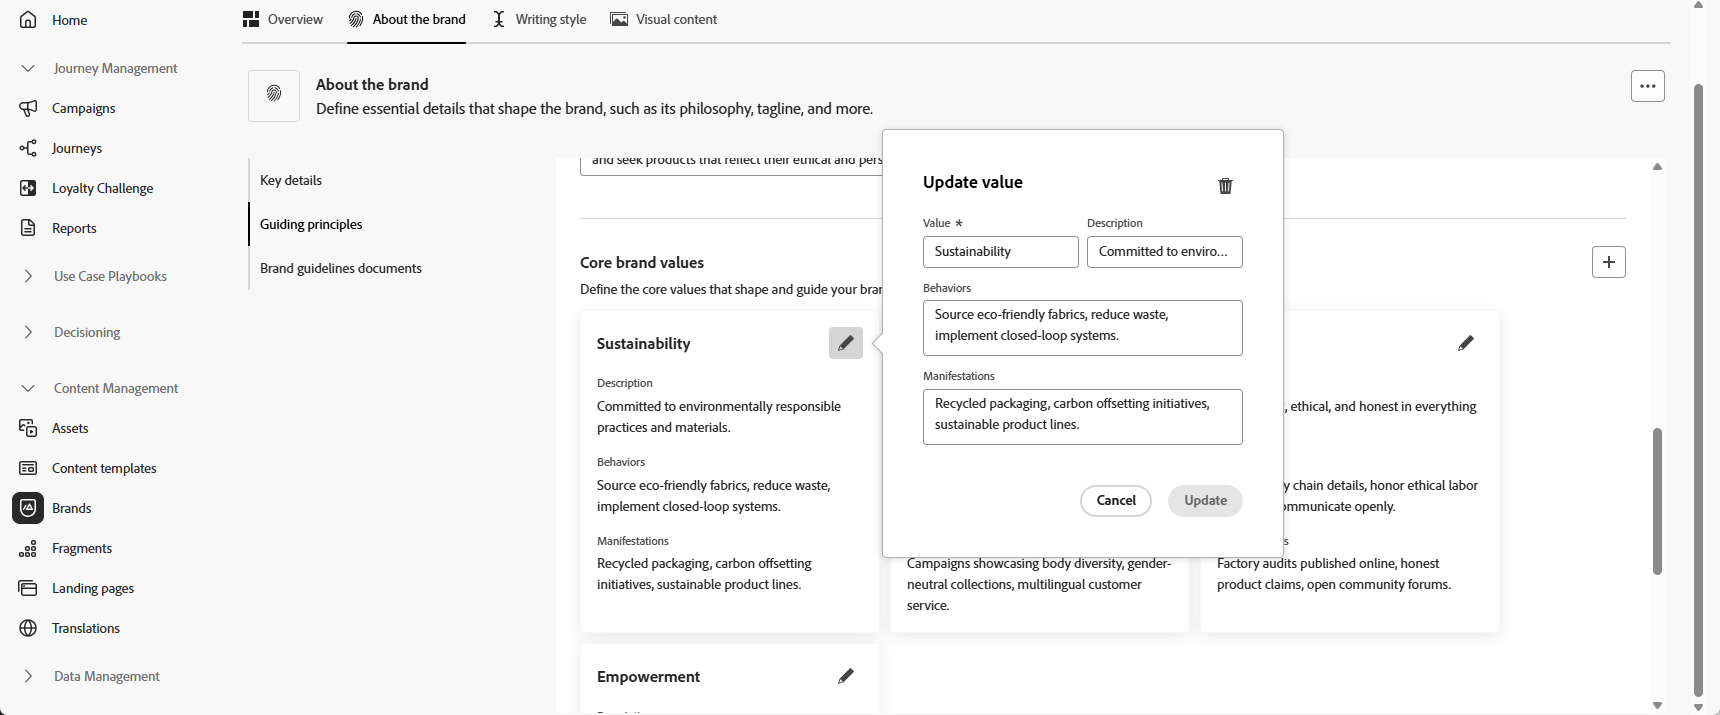 Home
Journey Management
Campaigns
Journeys
Loyalty Challenge
Reports
Use Case Playbooks
Decisioning
Content Management
Assets
Content templates
Brands
Fragments
Landing pages
Translations
Data Management
Overview
About the brand
Writing style
Visual content
About the brand
Define essential details that shape the brand, such as its philosophy, tagline, and more.
Key details
Guiding principles
Brand guidelines documents
and seek products that reflect their ethical and pers
Core brand values
Define the core values that shape and guide your bran
Sustainability
Description
Committed to environmentally responsible
practices and materials.
Behaviors
Source eco-friendly fabrics, reduce waste,
implement closed-loop systems.
Manifestations
Recycled packaging, carbon offsetting
initiatives, sustainable product lines.
Update value
Value *
Description
Sustainability
Committed to enviro...
Behaviors
Source eco-friendly fabrics, reduce waste,
implement closed-loop systems.
Manifestations
Recycled packaging, carbon offsetting initiatives,
sustainable product lines.
Cancel
Update
Campaigns showcasing body diversity, gender-
neutral collections, multilingual customer
service.
, ethical, and honest in everything
y chain details, honor ethical labor
mmunicate openly.
s
Factory audits published online, honest
product claims, open community forums.
Empowerment